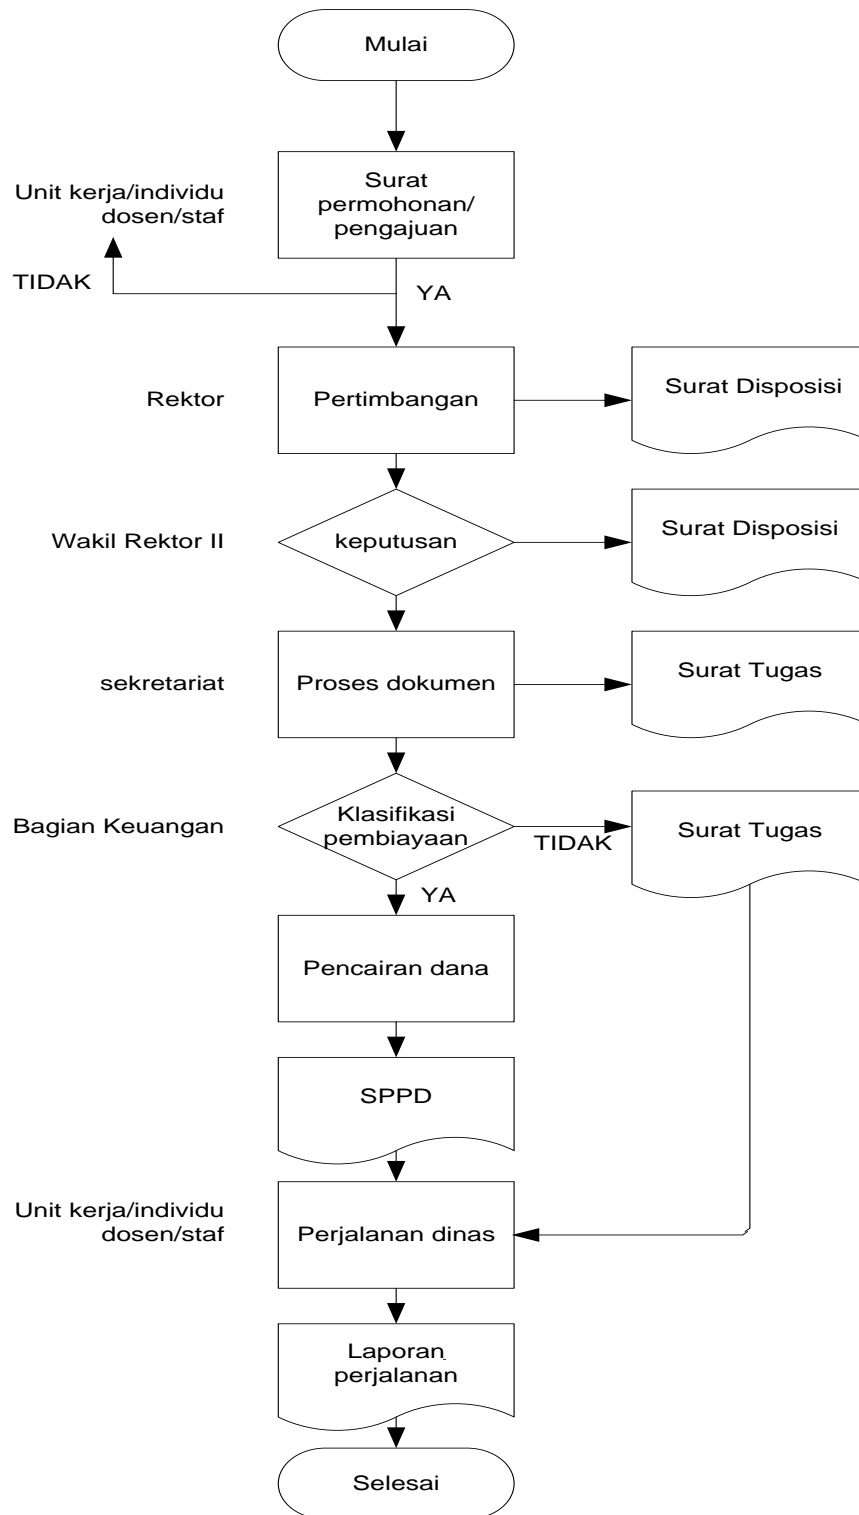 Mulai
Surat
permohonan/
pengajuan
Unit kerja/individu
dosen/staf
TIDAK
YA
Rektor
Pertimbangan
Surat Disposisi
Wakil Rektor II
keputusan
Surat Disposisi
sekretariat
Proses dokumen
Surat Tugas
Bagian Keuangan
Klasifikasi
pembiayaan
TIDAK
Surat Tugas
YA
Pencairan dana
SPPD
Unit kerja/individu
dosen/staf
Perjalanan dinas
Laporan
perjalanan
Selesai